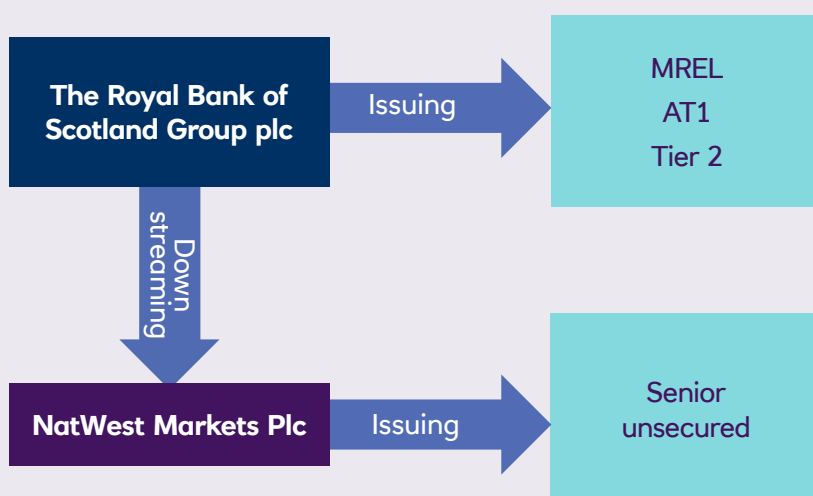 The Royal Bank of
Scotland Group plc
Issuing
MREL
AT1
Tier 2
Down
streaming
NatWest Markets Plc
Issuing
Senior
unsecured